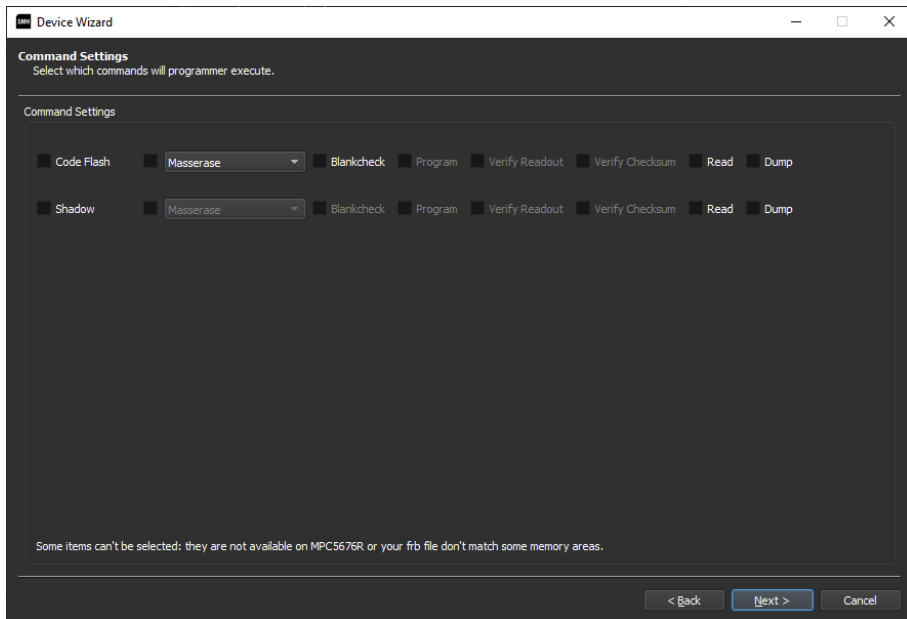 SMH Device Wizard
Command Settings
Select which commands will programmer execute.
Command Settings
Code Flash Masserase Blankcheck Program Verify Readout Verify Checksum Read Dump
Shadow Masserase Blankcheck Program Verify Readout Verify Checksum Read Dump
Some items can't be selected: they are not available on MPC5676R or your frb file don't match some memory areas.
< Back Next > Cancel